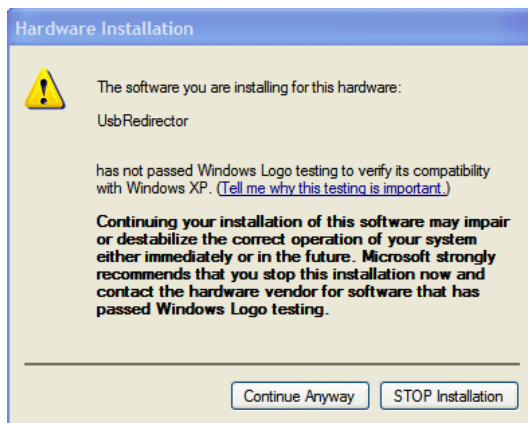 Hardware Installation
The software you are installing for this hardware:
UsbRedirector
has not passed Windows Logo testing to verify its compatibility
with Windows XP. (Tell me why this testing is important.)
Continuing your installation of this software may impair
or destabilize the correct operation of your system
either immediately or in the future. Microsoft strongly
recommends that you stop this installation now and
contact the hardware vendor for software that has
passed Windows Logo testing.
Continue Anyway
STOP Installation